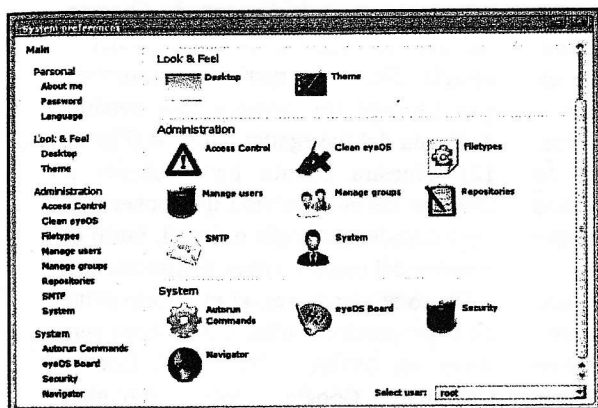 System preferences
Main
Personal
About me
Password
Language
Look & Feel
Desktop
Theme
Administration
Access Control
Clean eyeOS
Filetypes
Manage users
Manage groups
Repositories
SMTP
System
System
Autorun Commands
eyeOS Board
Security
Navigator
Look & Feel
Desktop
Theme
Administration
Access Control
Clean eyeOS
Filetypes
Manage users
Manage groups
Repositories
SMTP
System
System
Autorun
Commands
eyeOS Board
Security
Navigator
Select user: root